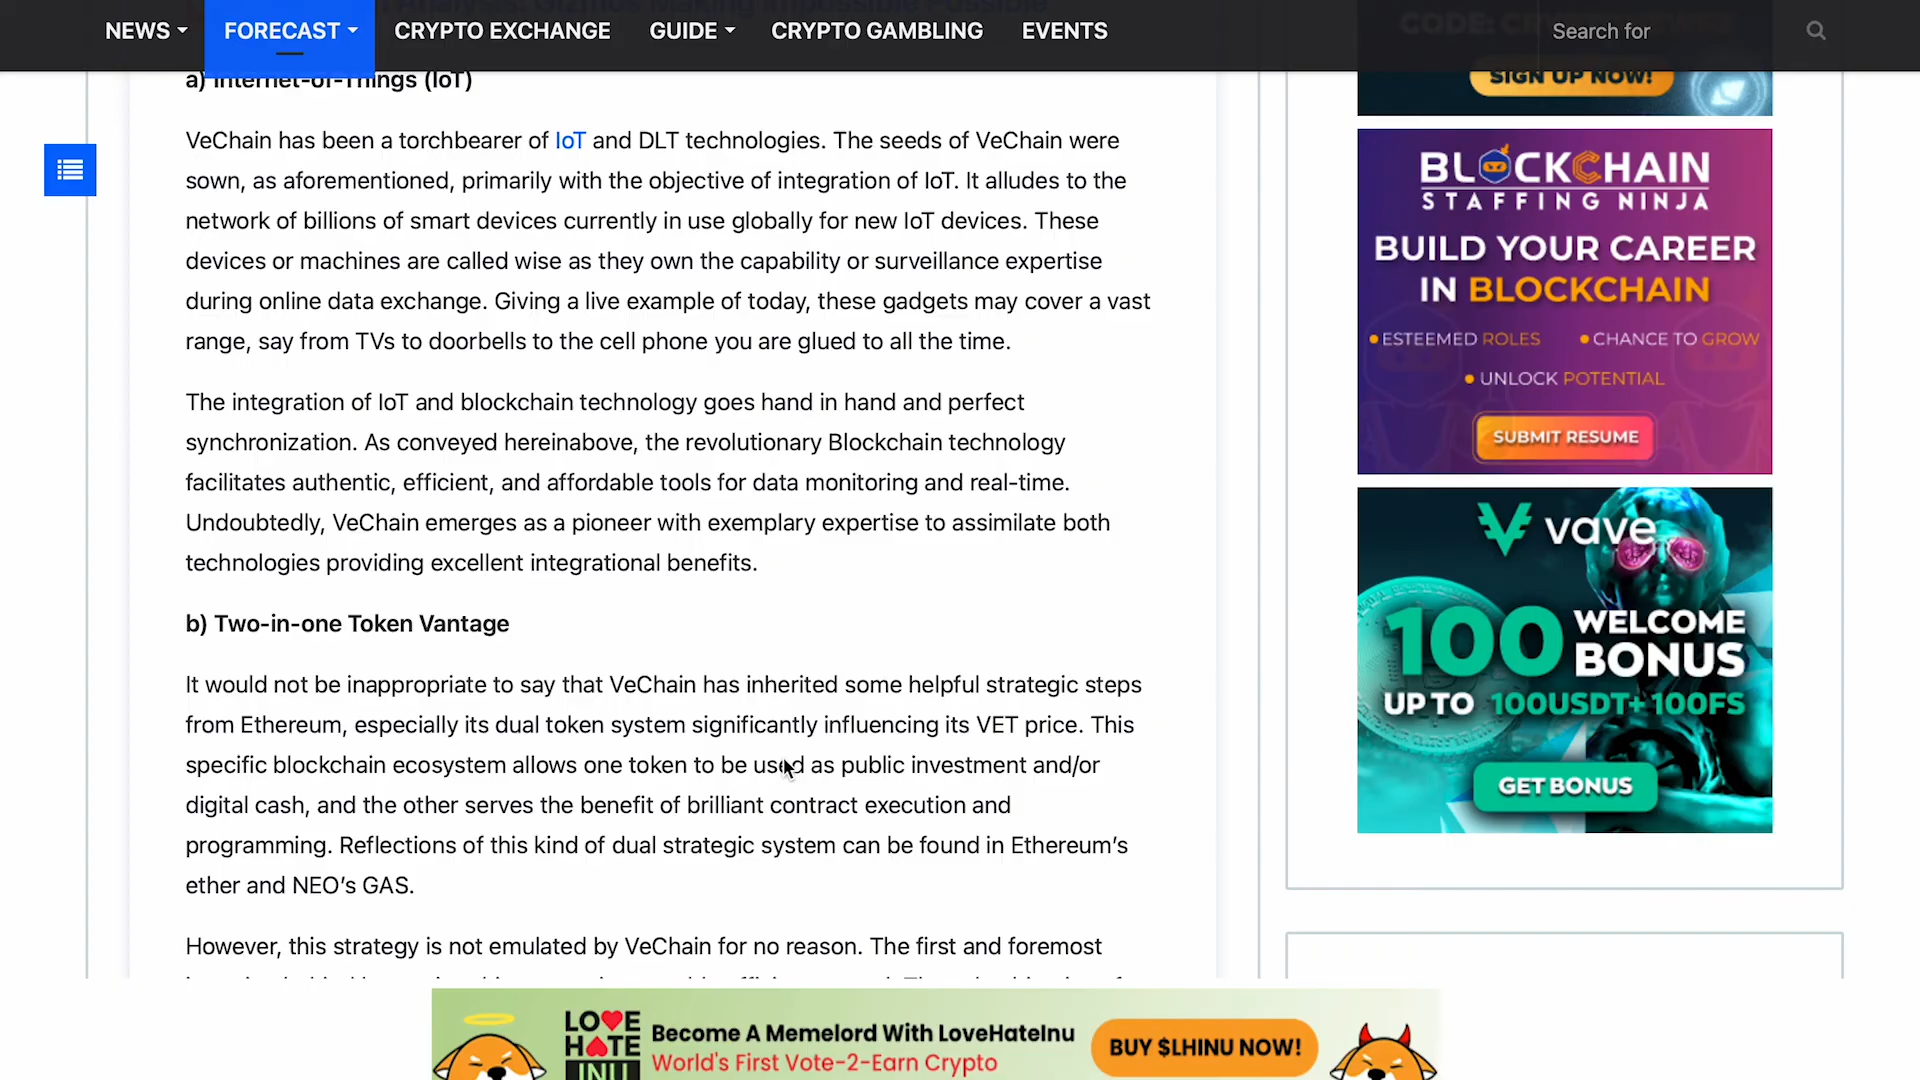 NEWS FORECAST CRYPTO EXCHANGE GUIDE CRYPTO GAMBLING EVENTS
Search for
a) Internet-of-Things (IoT)
VeChain has been a torchbearer of IoT and DLT technologies. The seeds of VeChain were
sown, as aforementioned, primarily with the objective of integration of IoT. It alludes to the
network of billions of smart devices currently in use globally for new IoT devices. These
devices or machines are called wise as they own the capability or surveillance expertise
during online data exchange. Giving a live example of today, these gadgets may cover a vast
range, say from TVs to doorbells to the cell phone you are glued to all the time.
The integration of IoT and blockchain technology goes hand in hand and perfect
synchronization. As conveyed hereinabove, the revolutionary Blockchain technology
facilitates authentic, efficient, and affordable tools for data monitoring and real-time.
Undoubtedly, VeChain emerges as a pioneer with exemplary expertise to assimilate both
technologies providing excellent integrational benefits.
b) Two-in-one Token Vantage
It would not be inappropriate to say that VeChain has inherited some helpful strategic steps
from Ethereum, especially its dual token system significantly influencing its VET price. This
specific blockchain ecosystem allows one token to be used as public investment and/or
digital cash, and the other serves the benefit of brilliant contract execution and
programming. Reflections of this kind of dual strategic system can be found in Ethereum's
ether and NEO's GAS.
However, this strategy is not emulated by VeChain for no reason. The first and foremost
SIGN UP NOW!
BLOCKCHAIN
STAFFING NINJA
BUILD YOUR CAREER
IN BLOCKCHAIN
• ESTEEMED ROLES • CHANCE TO GROW
• UNLOCK POTENTIAL
SUBMIT RESUME
vave
100 WELCOME
BONUS
UP TO 100USDT+ 100FS
GET BONUS
LOVE
HATE
INU
Become A Memelord With LoveHateInu
World's First Vote-2-Earn Crypto
BUY $LHINU NOW!